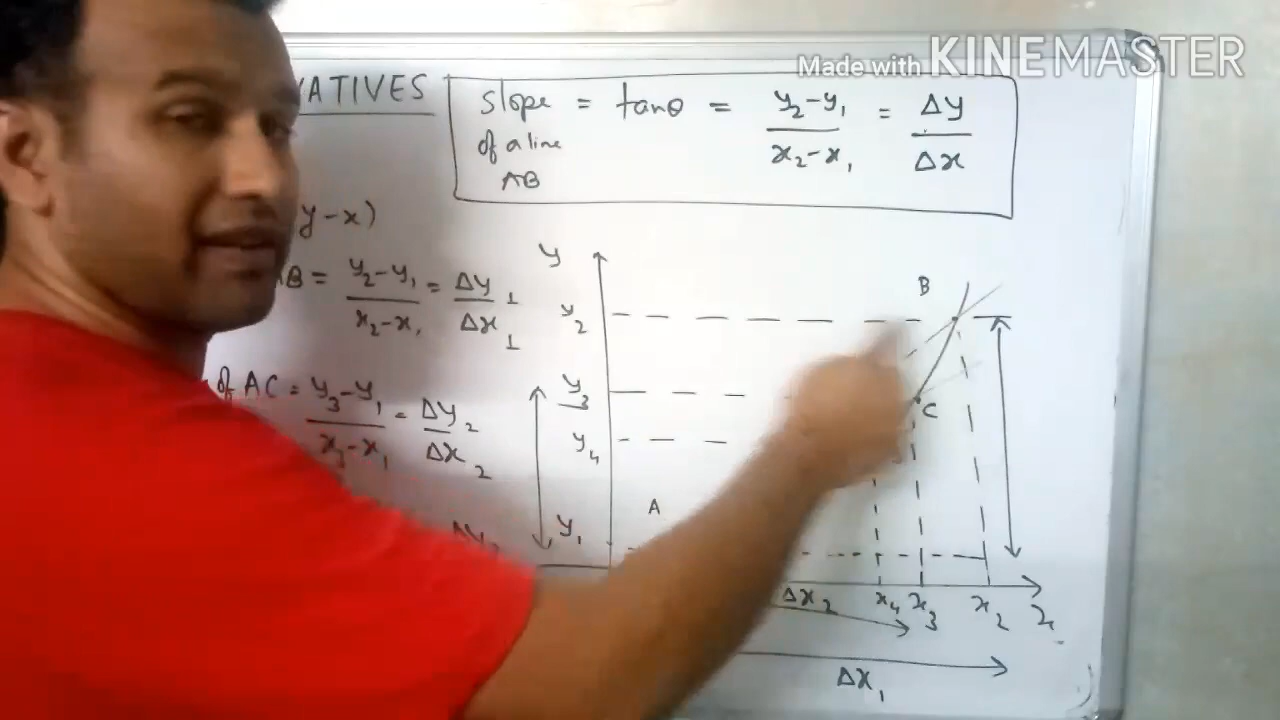 Made with KINEMASTER
VATIVES
slope of a line AB = tanθ = y₂-y₁ / x₂-x₁ = Δy / Δx
y-x)
AB = y₂-y₁ / x₂-x₁ = Δy₁ / Δx₁
of AC = y₃-y₁ / x₃-x₁ = Δy₂ / Δx₂
y
y₂
y₃
y₄
y₁
B
C
A
Δx₂
x₄ x₃ x₂ x
Δx₁